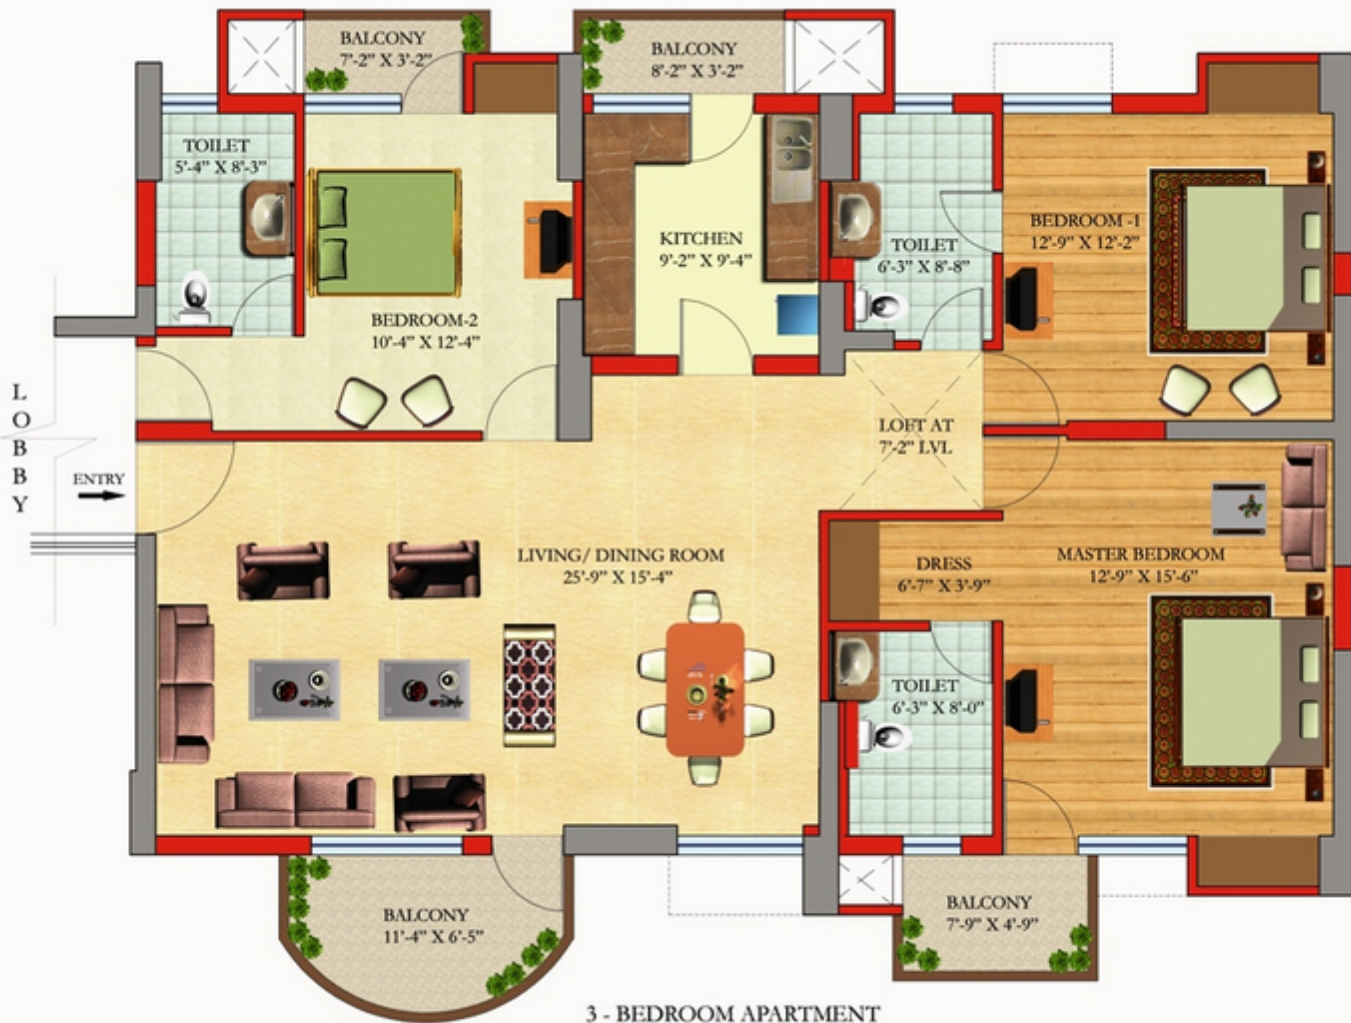 BALCONY
7'-2" X 3'-2"
BALCONY
8'-2" X 3'-2"
TOILET
5'-4" X 8'-3"
KITCHEN
9'-2" X 9'-4"
TOILET
6'-3" X 8'-8"
BEDROOM -1
12'-9" X 12'-2"
BEDROOM-2
10'-4" X 12'-4"
LOBBY
LOFT AT
7'-2" LVL
ENTRY
LIVING/ DINING ROOM
25'-9" X 15'-4"
DRESS
6'-7" X 3'-9"
MASTER BEDROOM
12'-9" X 15'-6"
TOILET
6'-3" X 8'-0"
BALCONY
11'-4" X 6'-5"
BALCONY
7'-9" X 4'-9"
3 - BEDROOM APARTMENT